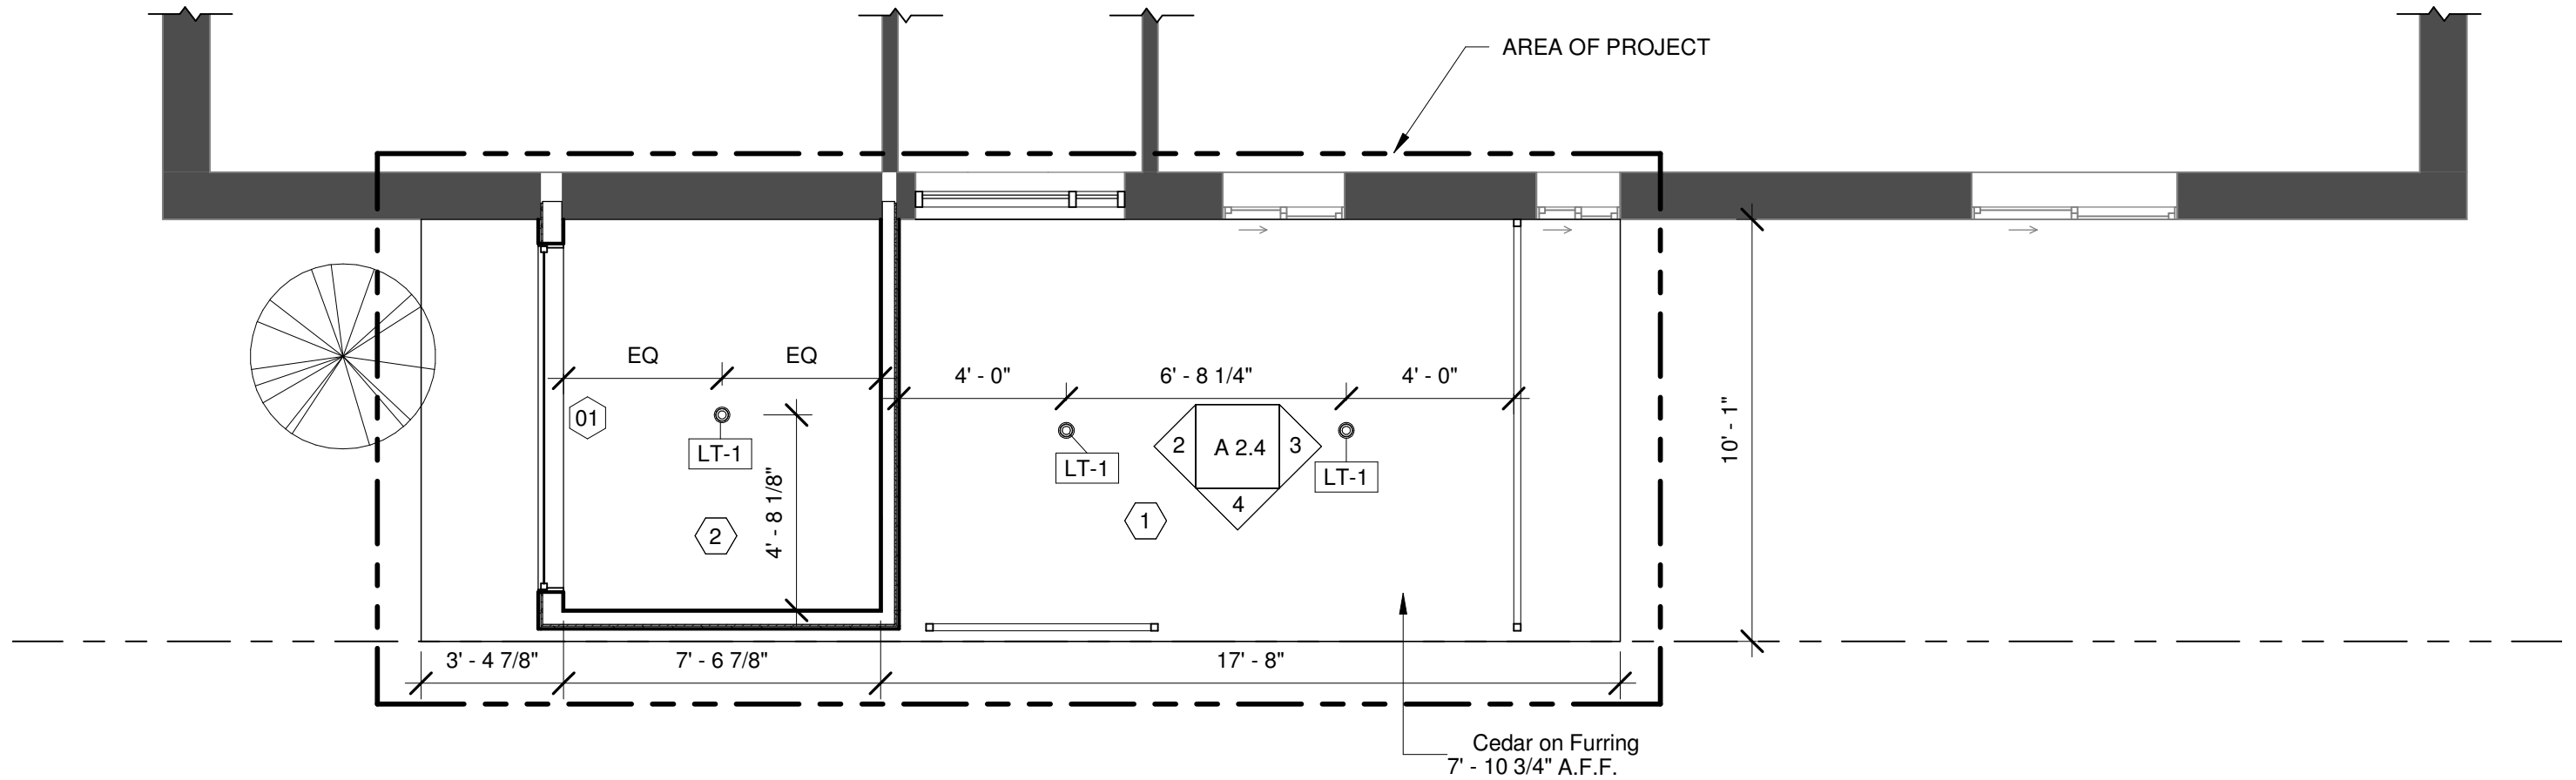 AREA OF PROJECT
EQ
EQ
4' - 0"
6' - 8 1/4"
4' - 0"
01
LT-1
4' - 8 1/8"
2
LT-1
2
A 2.4
3
4
LT-1
1
10' - 1"
3' - 4 7/8"
7' - 6 7/8"
17' - 8"
Cedar on Furring
7' - 10 3/4" A.F.F.